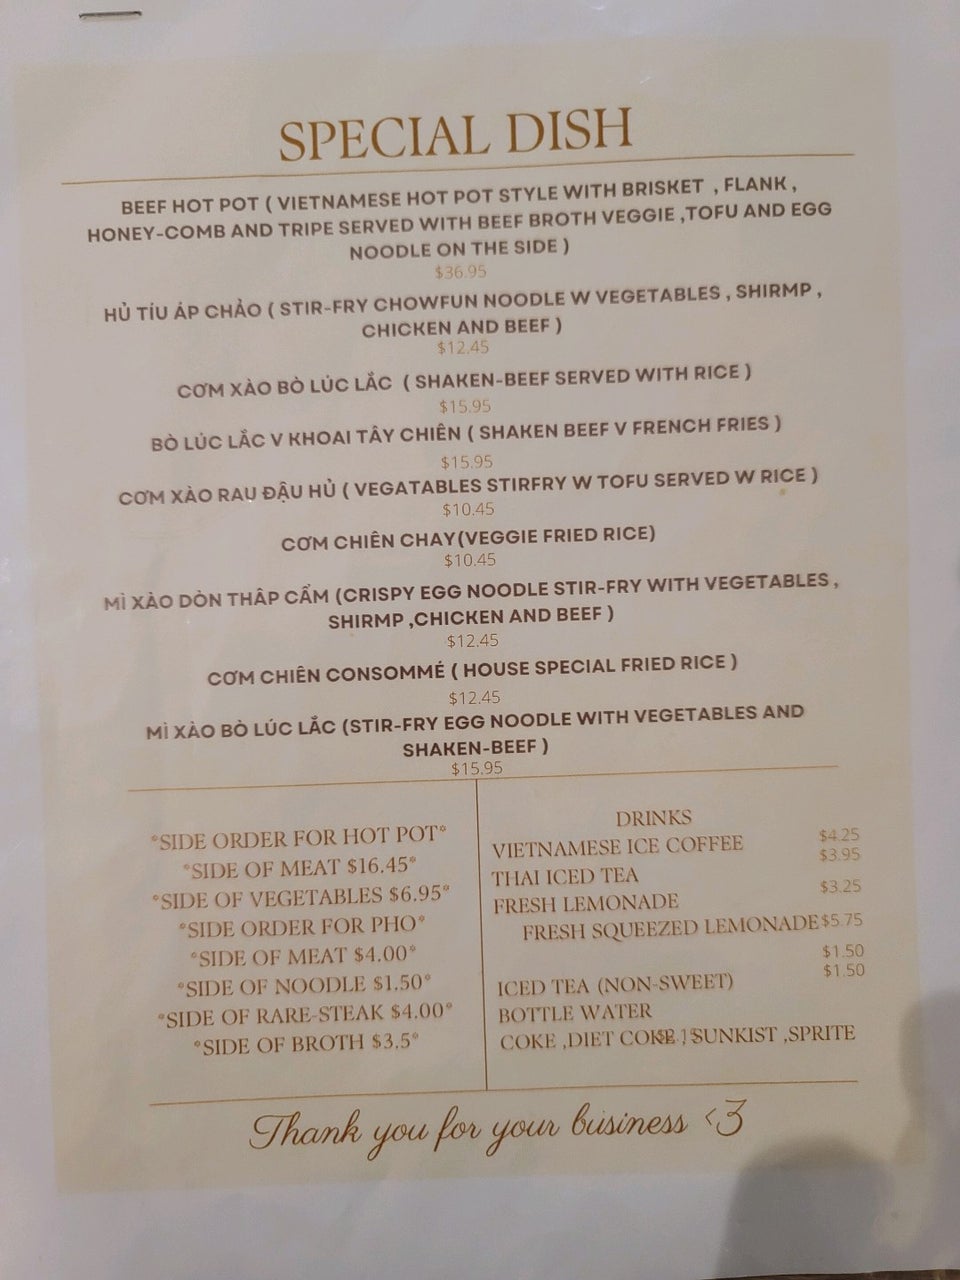 SPECIAL DISH
BEEF HOT POT ( VIETNAMESE HOT POT STYLE WITH BRISKET , FLANK ,
HONEY-COMB AND TRIPE SERVED WITH BEEF BROTH VEGGIE ,TOFU AND EGG
NOODLE ON THE SIDE )
$36.95
HỦ TÍU ÁP CHẢO ( STIR-FRY CHOWFUN NOODLE W VEGETABLES , SHIRMP ,
CHICKEN AND BEEF )
$12.45
CƠM XÀO BÒ LÚC LẮC ( SHAKEN-BEEF SERVED WITH RICE )
$15.95
BÒ LÚC LẮC V KHOAI TÂY CHIÊN ( SHAKEN BEEF V FRENCH FRIES )
$15.95
CƠM XÀO RAU ĐẬU HỦ ( VEGATABLES STIRFRY W TOFU SERVED W RICE )
$10.45
CƠM CHIÊN CHAY(VEGGIE FRIED RICE)
$10.45
MÌ XÀO DÒN THÂP CẨM (CRISPY EGG NOODLE STIR-FRY WITH VEGETABLES ,
SHIRMP ,CHICKEN AND BEEF )
$12.45
CƠM CHIÊN CONSOMMÉ ( HOUSE SPECIAL FRIED RICE )
$12.45
MÌ XÀO BÒ LÚC LẮC (STIR-FRY EGG NOODLE WITH VEGETABLES AND
SHAKEN-BEEF )
$15.95
*SIDE ORDER FOR HOT POT*
*SIDE OF MEAT $16.45*
*SIDE OF VEGETABLES $6.95*
*SIDE ORDER FOR PHO*
*SIDE OF MEAT $4.00*
*SIDE OF NOODLE $1.50*
*SIDE OF RARE-STEAK $4.00*
*SIDE OF BROTH $3.5*
DRINKS
VIETNAMESE ICE COFFEE $4.25
$3.95
THAI ICED TEA
FRESH LEMONADE $3.25
FRESH SQUEEZED LEMONADE $5.75
$1.50
ICED TEA (NON-SWEET) $1.50
BOTTLE WATER
COKE ,DIET COKE SUNKIST ,SPRITE
Thank you for your business <3